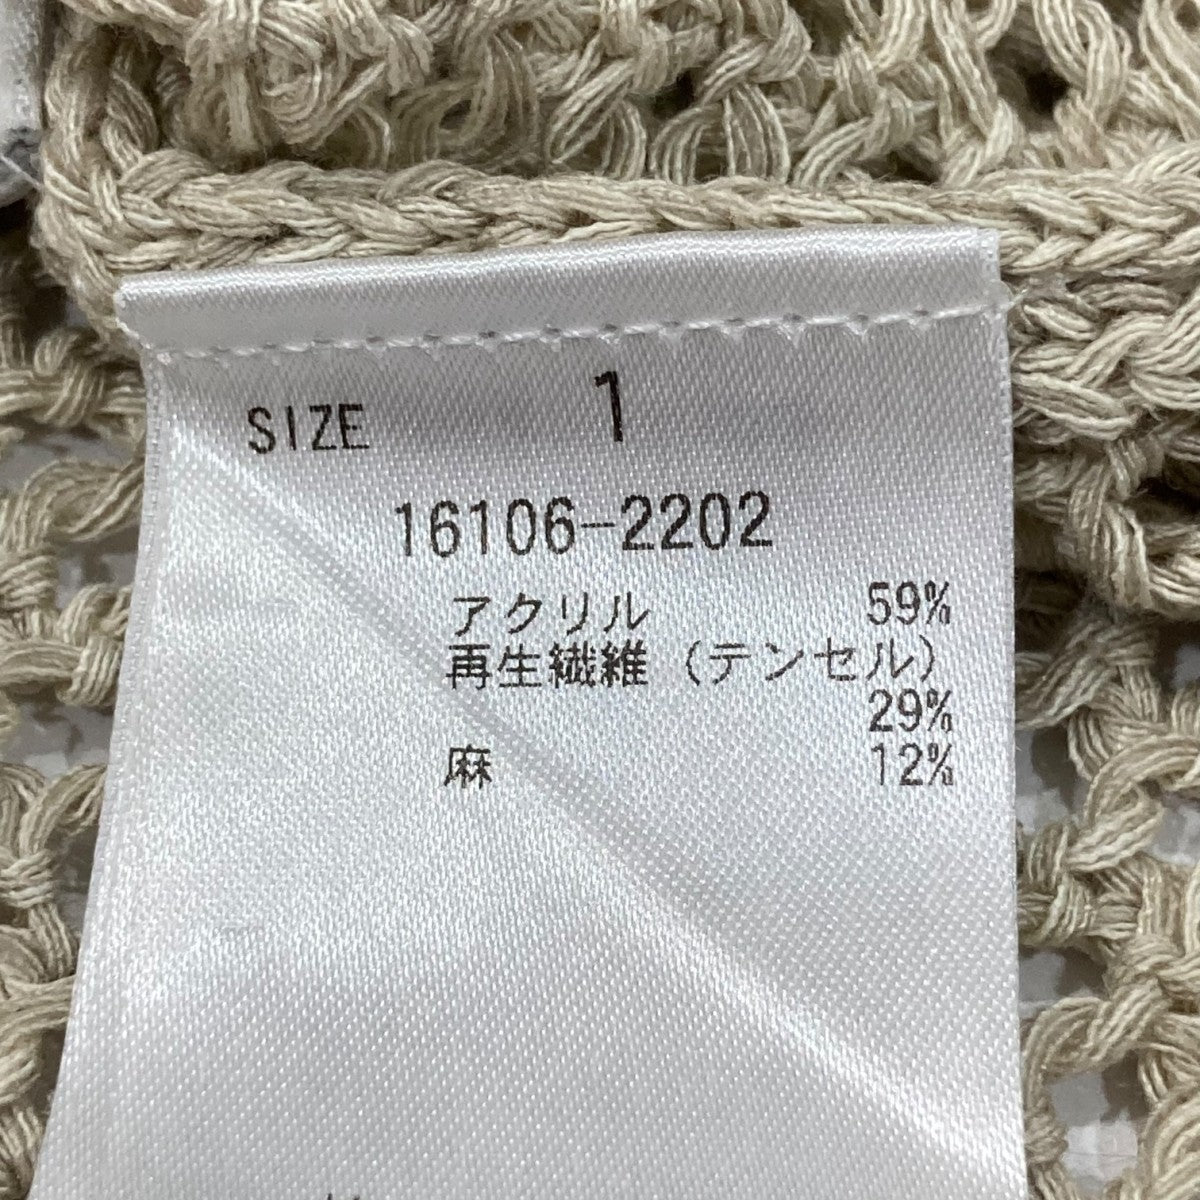 SIZE 1
16106-2202
アクリル 59%
再生繊維（テンセル）
29%
麻 12%